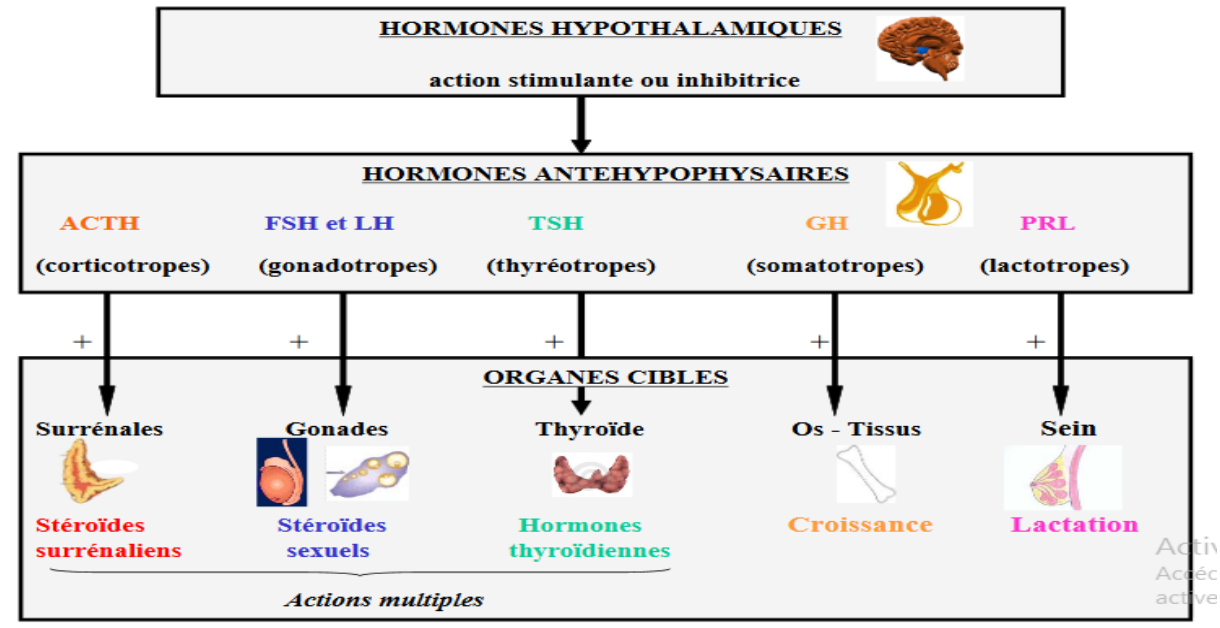 HORMONES HYPOTHALAMIQUES
action stimulante ou inhibitrice
HORMONES ANTEHYPOPHYSAIRES
ACTH FSH et LH TSH GH PRL
(corticotropes) (gonadotropes) (thyréotropes) (somatotropes) (lactotropes)
+ + + + +
ORGANES CIBLES
Surrénales Gonades Thyroïde Os - Tissus Sein
Stéroïdes Stéroïdes Hormones Croissance Lactation
surrénaliens sexuels thyroïdiennes
Actions multiples